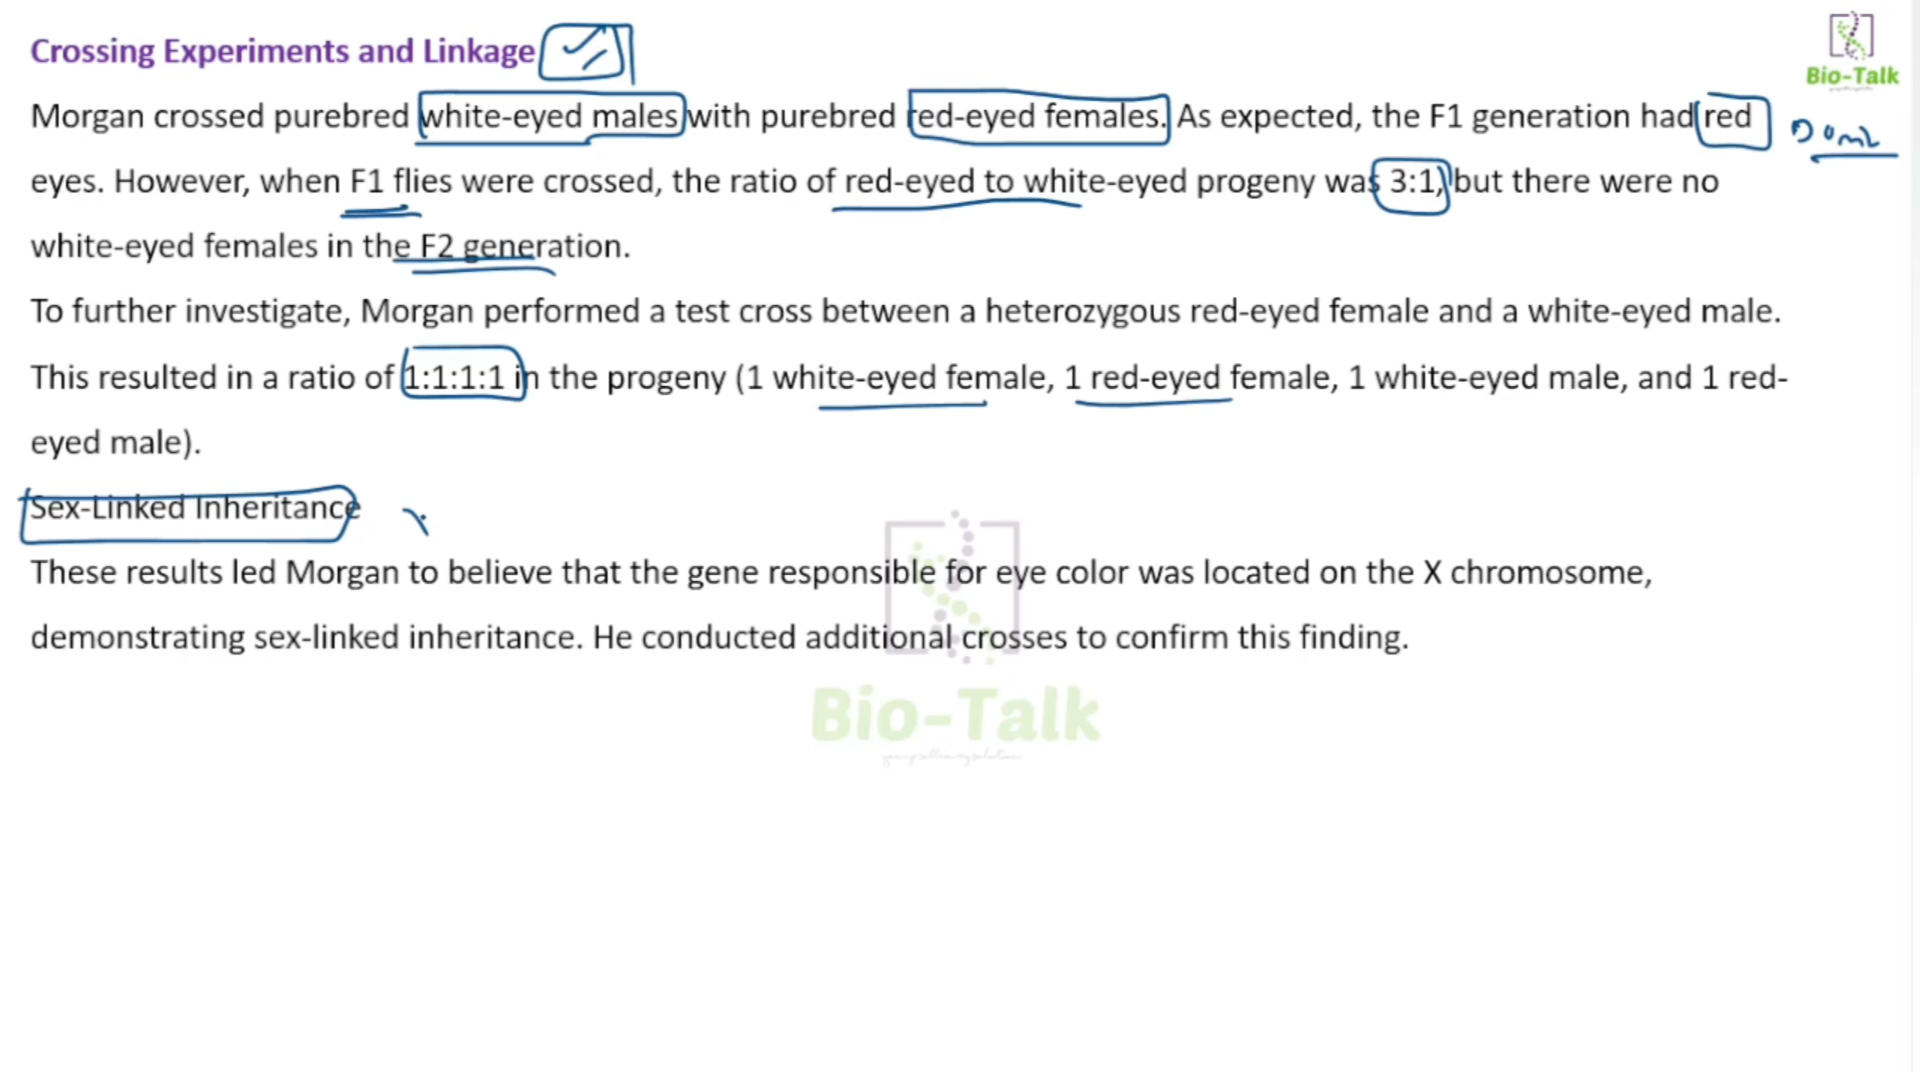 Crossing Experiments and Linkage
Bio-Talk
Morgan crossed purebred white-eyed males with purebred red-eyed females. As expected, the F1 generation had red
eyes. However, when F1 flies were crossed, the ratio of red-eyed to white-eyed progeny was 3:1, but there were no
white-eyed females in the F2 generation.
To further investigate, Morgan performed a test cross between a heterozygous red-eyed female and a white-eyed male.
This resulted in a ratio of 1:1:1:1 in the progeny (1 white-eyed female, 1 red-eyed female, 1 white-eyed male, and 1 red-
eyed male).
Sex-Linked Inheritance
These results led Morgan to believe that the gene responsible for eye color was located on the X chromosome,
demonstrating sex-linked inheritance. He conducted additional crosses to confirm this finding.
Bio-Talk